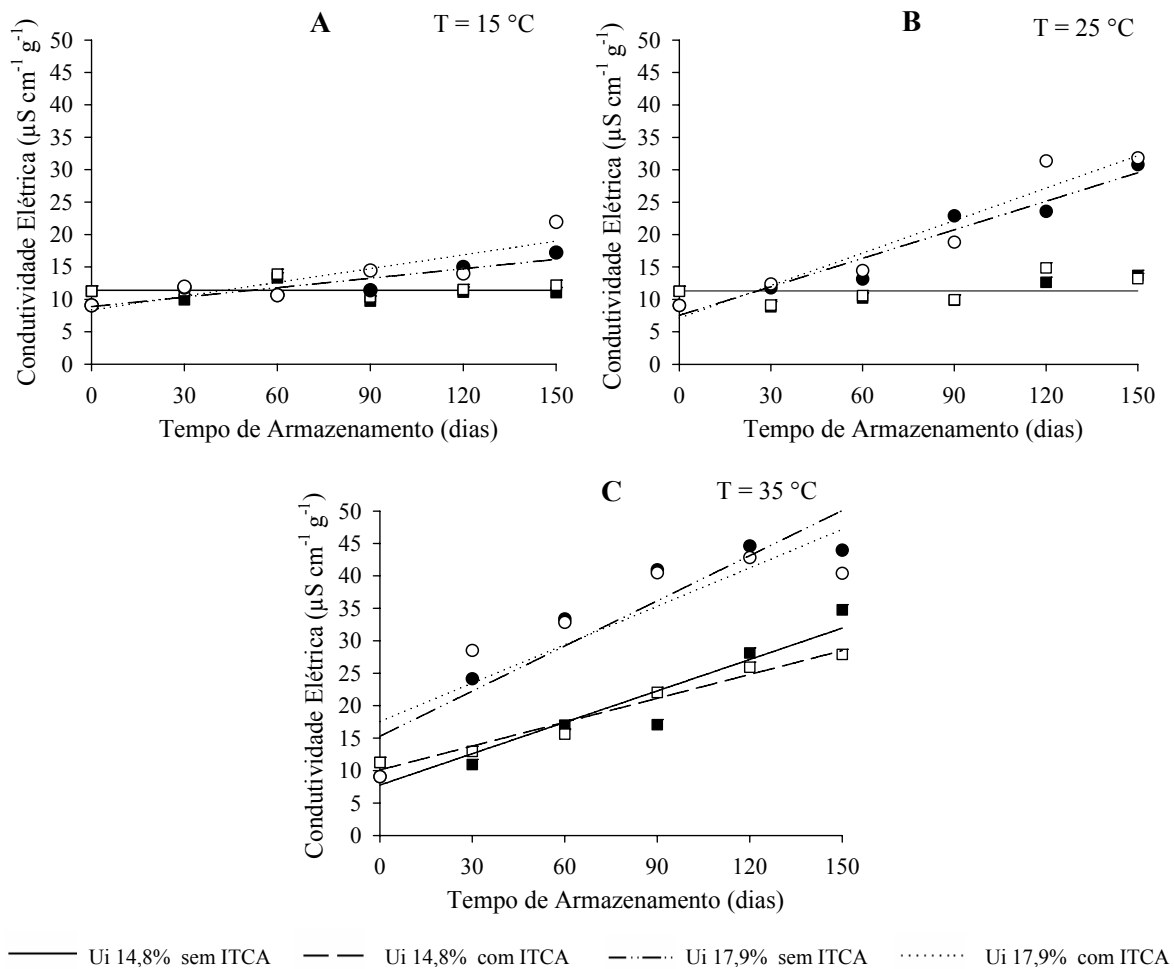 A
T = 15 °C
Condutividade Elétrica (µS cm⁻¹ g⁻¹)
50
45
40
35
30
25
20
15
10
5
0
0 30 60 90 120 150
Tempo de Armazenamento (dias)
B
T = 25 °C
Condutividade Elétrica (µS cm⁻¹ g⁻¹)
50
45
40
35
30
25
20
15
10
5
0
0 30 60 90 120 150
Tempo de Armazenamento (dias)
C
T = 35 °C
Condutividade Elétrica (µS cm⁻¹ g⁻¹)
50
45
40
35
30
25
20
15
10
5
0
0 30 60 90 120 150
Tempo de Armazenamento (dias)
Ui 14,8% sem ITCA Ui 14,8% com ITCA Ui 17,9% sem ITCA Ui 17,9% com ITCA